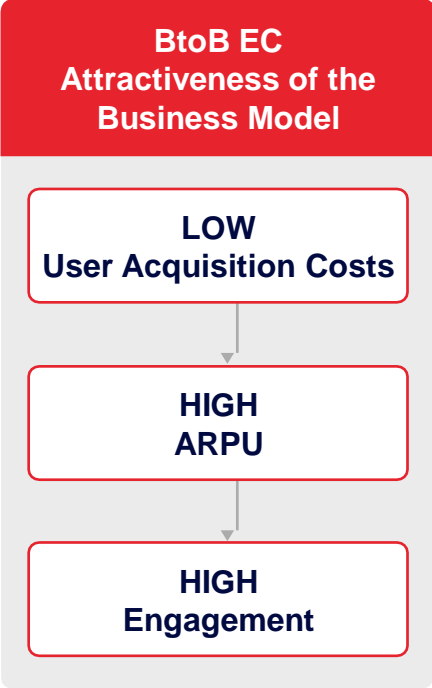 BtoB EC
Attractiveness of the
Business Model
LOW
User Acquisition Costs
HIGH
ARPU
HIGH
Engagement